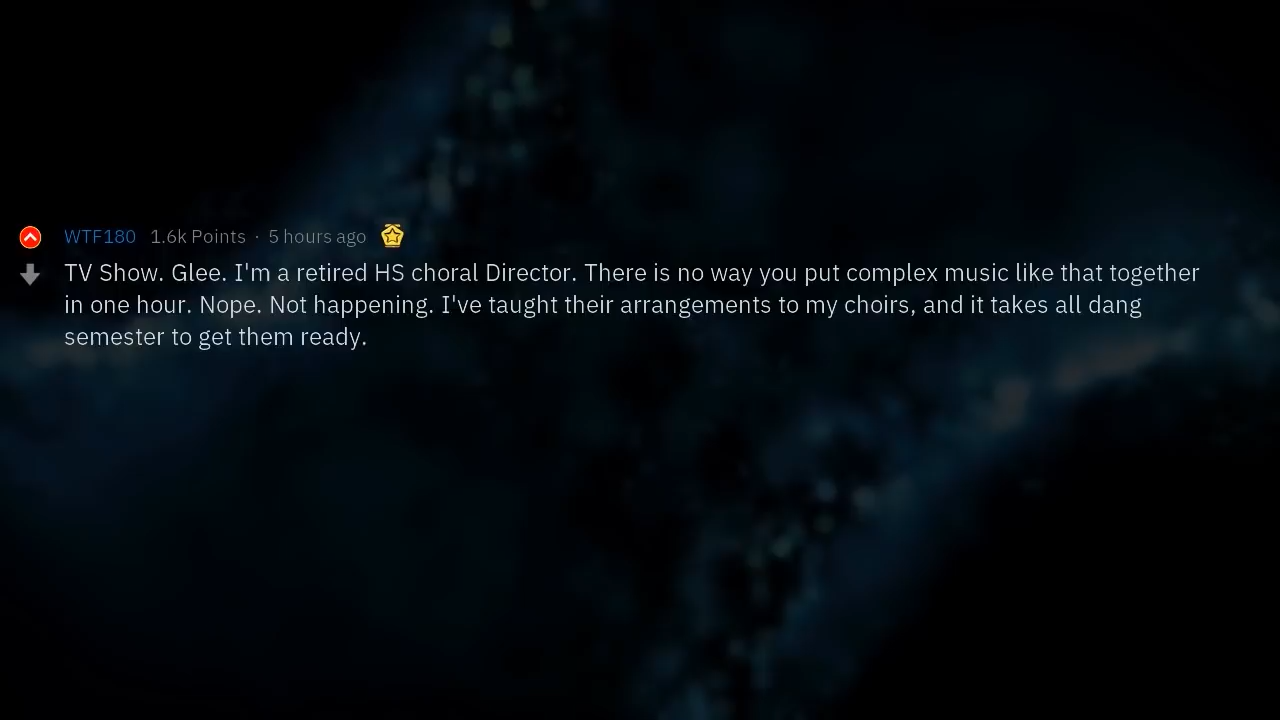 WTF180 1.6k Points · 5 hours ago
TV Show. Glee. I'm a retired HS choral Director. There is no way you put complex music like that together
in one hour. Nope. Not happening. I've taught their arrangements to my choirs, and it takes all dang
semester to get them ready.